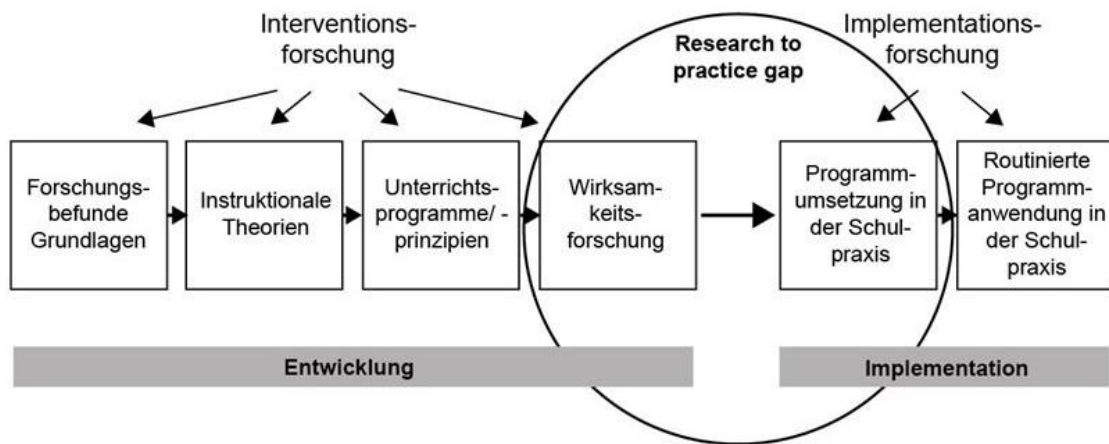 Interventions-
forschung
Research to
practice gap
Implementations-
forschung
Forschungs-
befunde
Grundlagen
Instruktionale
Theorien
Unterrichts-
programme/ -
prinzipien
Wirksam-
keits-
forschung
Programm-
umsetzung in
der Schul-
praxis
Routinierte
Programm-
anwendung in
der Schul-
praxis
Entwicklung
Implementation